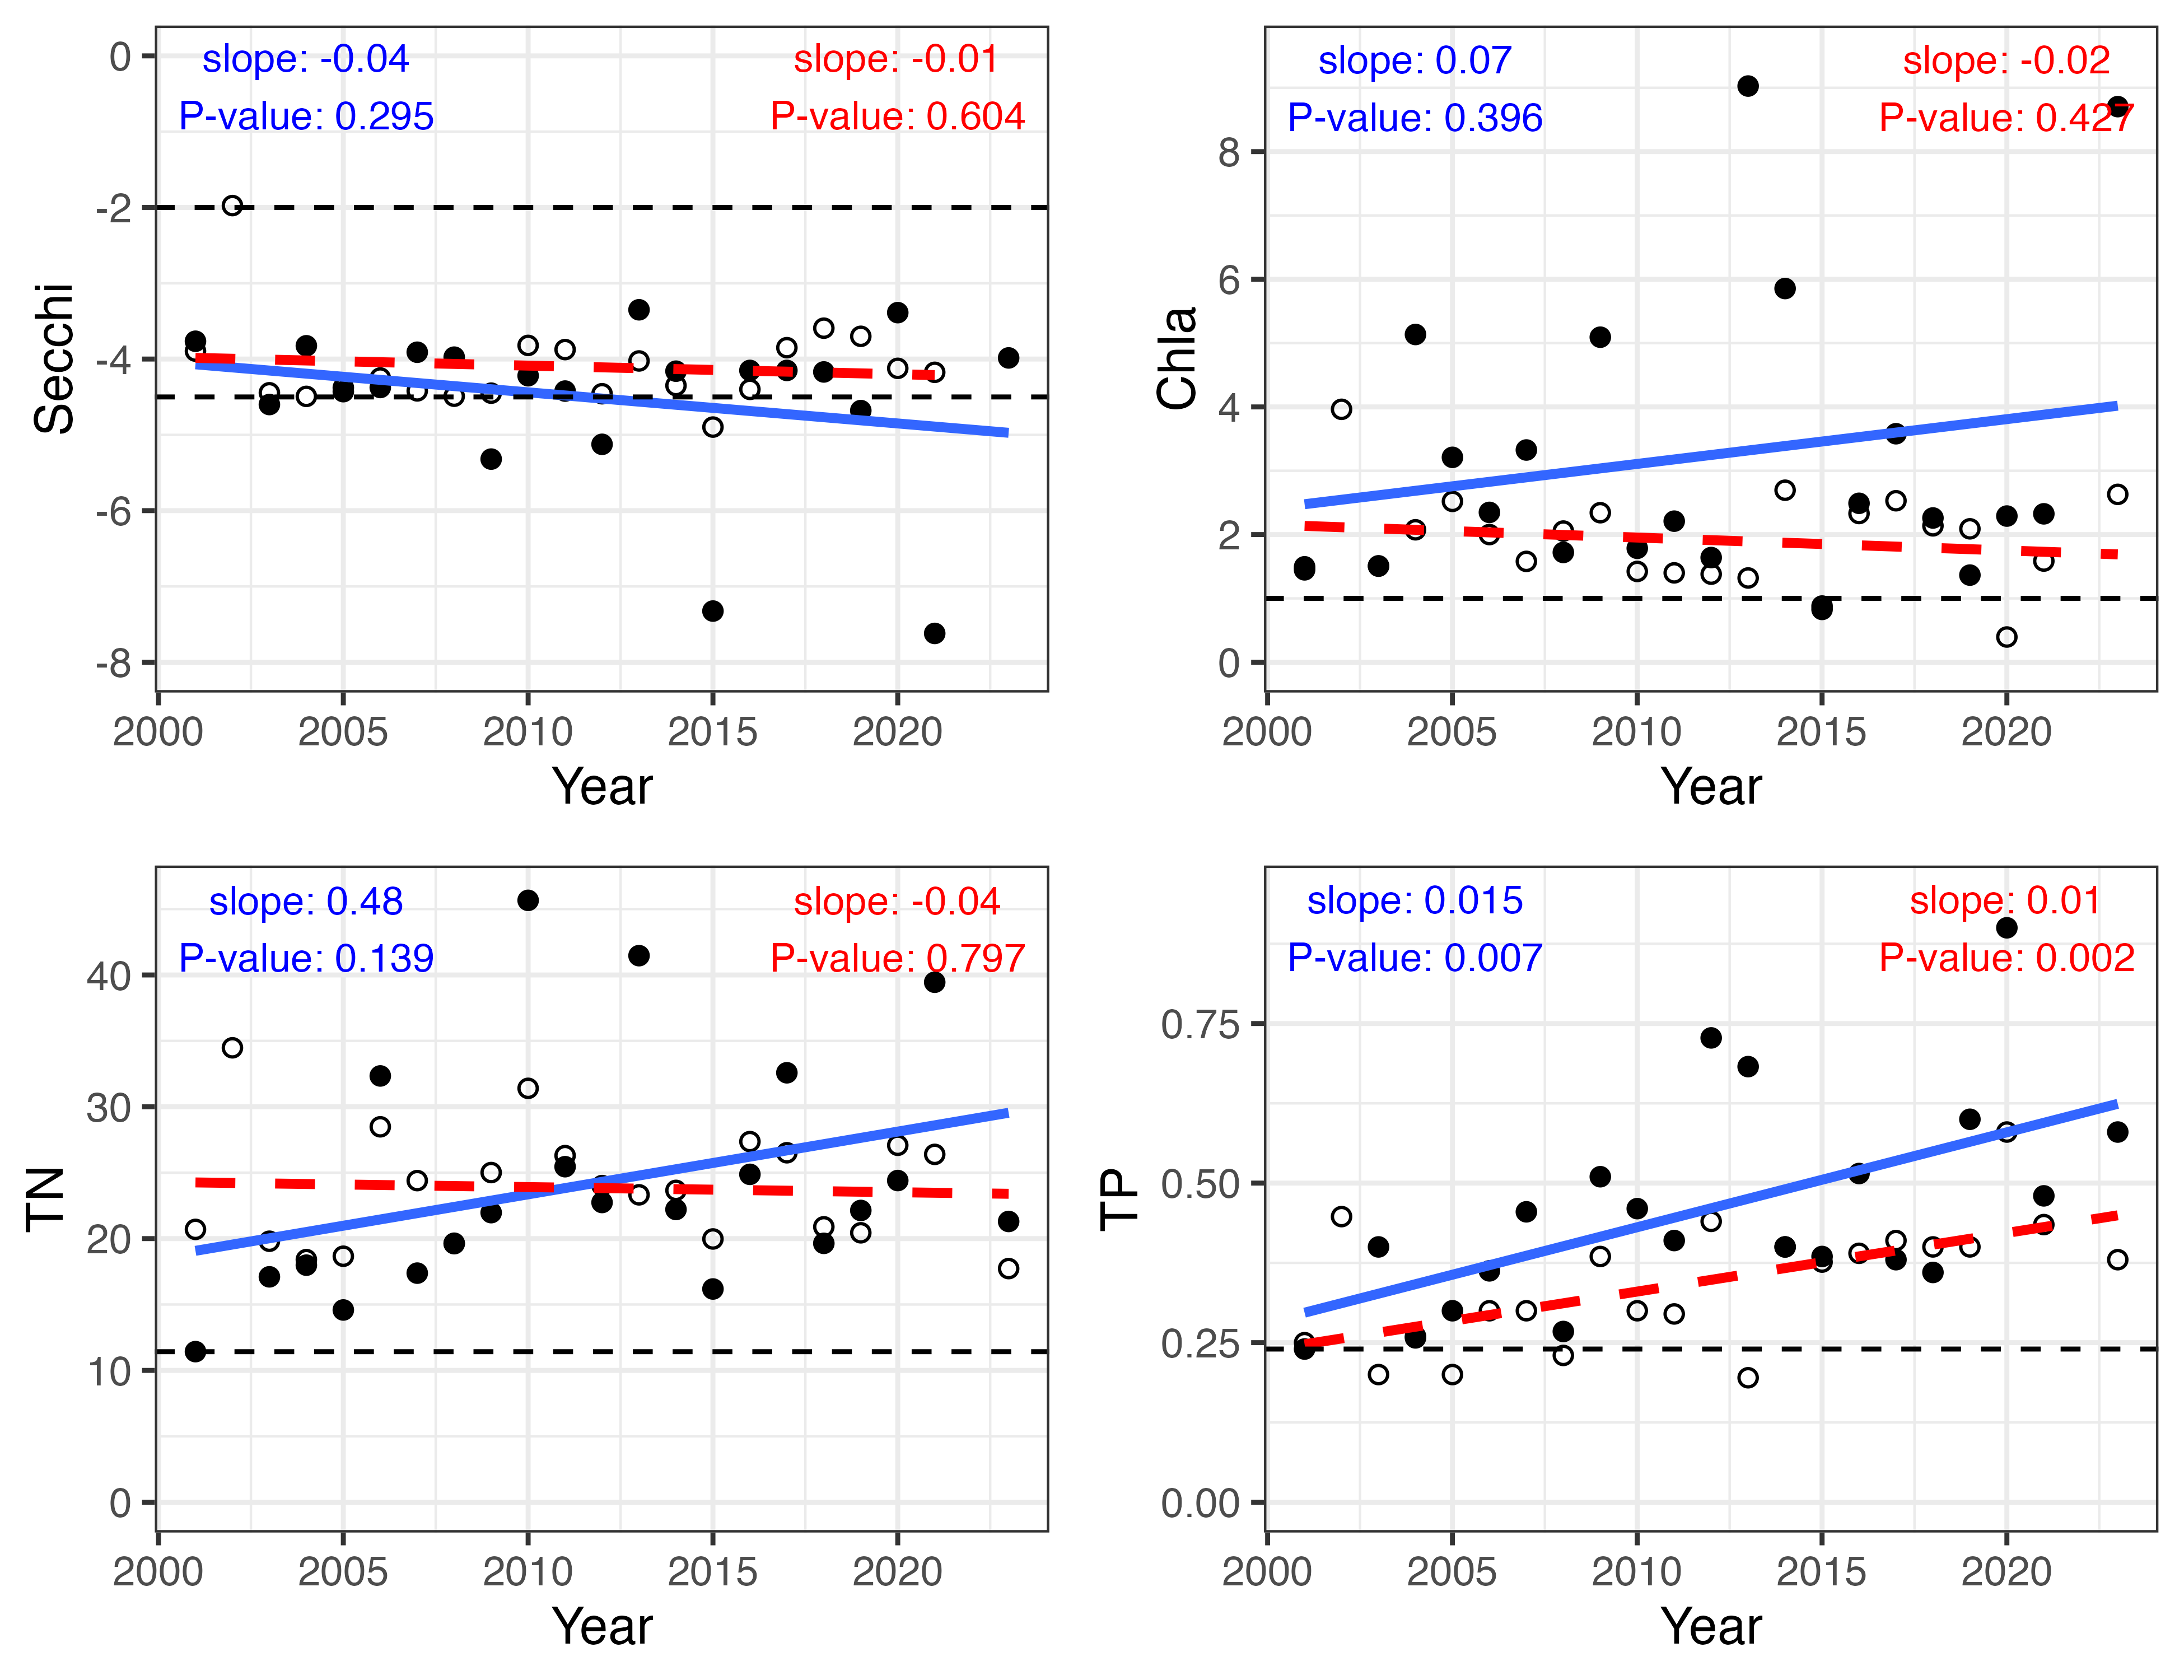 slope: -0.04
P-value: 0.295
slope: -0.01
P-value: 0.604
0
-2
-4
-6
-8
Secchi
2000 2005 2010 2015 2020
Year
slope: 0.07
P-value: 0.396
slope: -0.02
P-value: 0.427
8
6
4
2
0
Chla
2000 2005 2010 2015 2020
Year
slope: 0.48
P-value: 0.139
slope: -0.04
P-value: 0.797
40
30
20
10
0
TN
2000 2005 2010 2015 2020
Year
slope: 0.015
P-value: 0.007
slope: 0.01
P-value: 0.002
0.75
0.50
0.25
0.00
TP
2000 2005 2010 2015 2020
Year